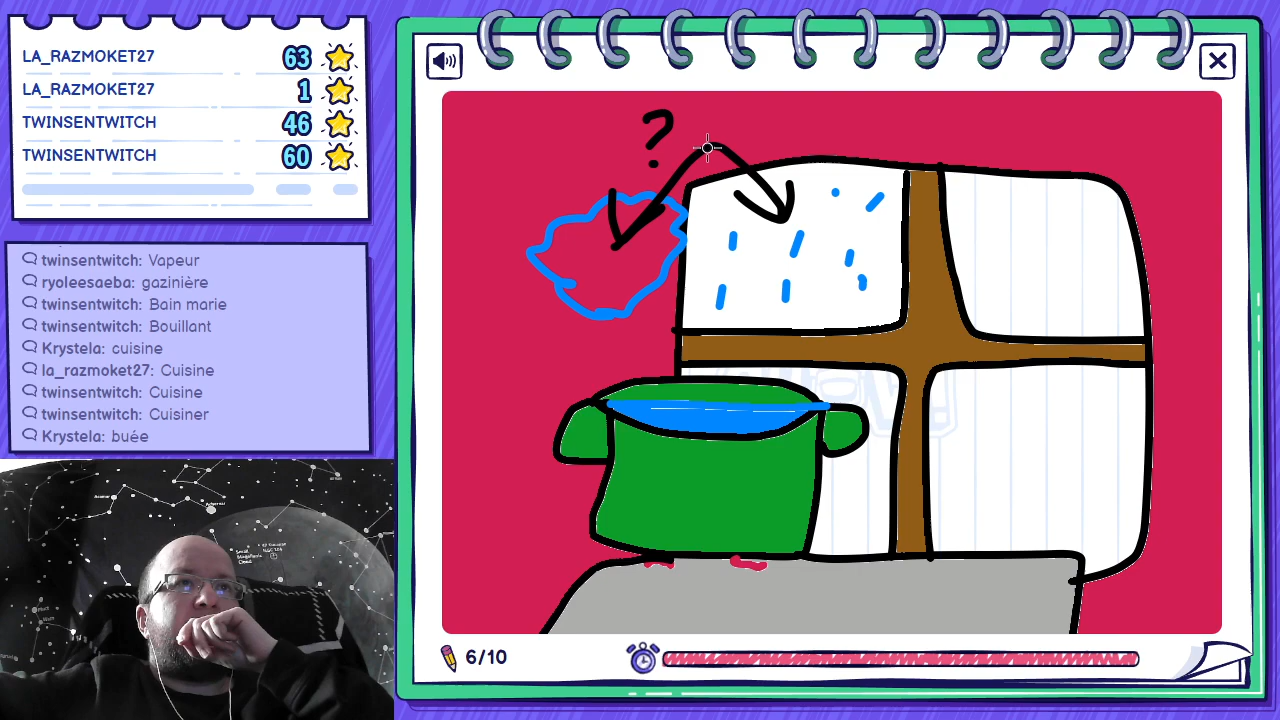 LA_RAZMOKET27 63
LA_RAZMOKET27 1
TWINSENTWITCH 46
TWINSENTWITCH 60
twinsentwitch: Vapeur
ryoleesaeba: gazinière
twinsentwitch: Bain marie
twinsentwitch: Bouillant
Krystela: cuisine
la_razmoket27: Cuisine
twinsentwitch: Cuisine
twinsentwitch: Cuisiner
Krystela: buée
?
6/10